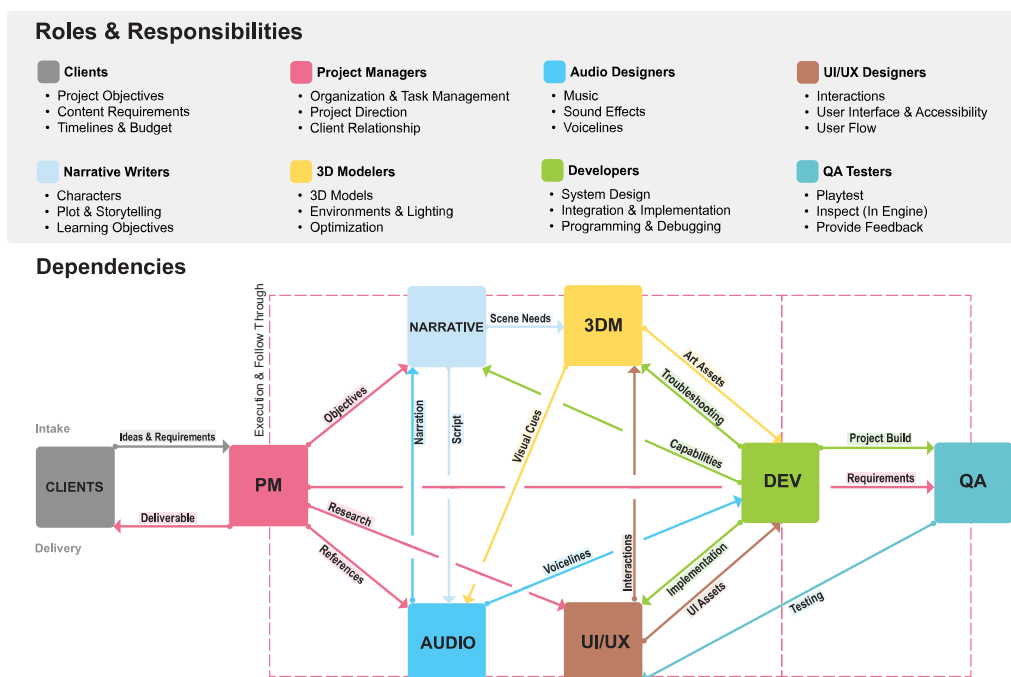 Roles & Responsibilities
Clients
• Project Objectives
• Content Requirements
• Timelines & Budget
Project Managers
• Organization & Task Management
• Project Direction
• Client Relationship
Audio Designers
• Music
• Sound Effects
• Voicelines
UI/UX Designers
• Interactions
• User Interface & Accessibility
• User Flow
Narrative Writers
• Characters
• Plot & Storytelling
• Learning Objectives
3D Modelers
• 3D Models
• Environments & Lighting
• Optimization
Developers
• System Design
• Integration & Implementation
• Programming & Debugging
QA Testers
• Playtest
• Inspect (In Engine)
• Provide Feedback
Dependencies
Execution & Follow Through
NARRATIVE
Scene Needs
3DM
Art Assets
Troubleshooting
Objectives
Narration
Script
Visual Cues
Capabilities
Intake
Ideas & Requirements
Project Build
CLIENTS
PM
DEV
Requirements
QA
Deliverable
Research
Delivery
References
Voicelines
Interactions
Implementation
UI Assets
Testing
AUDIO
UI/UX